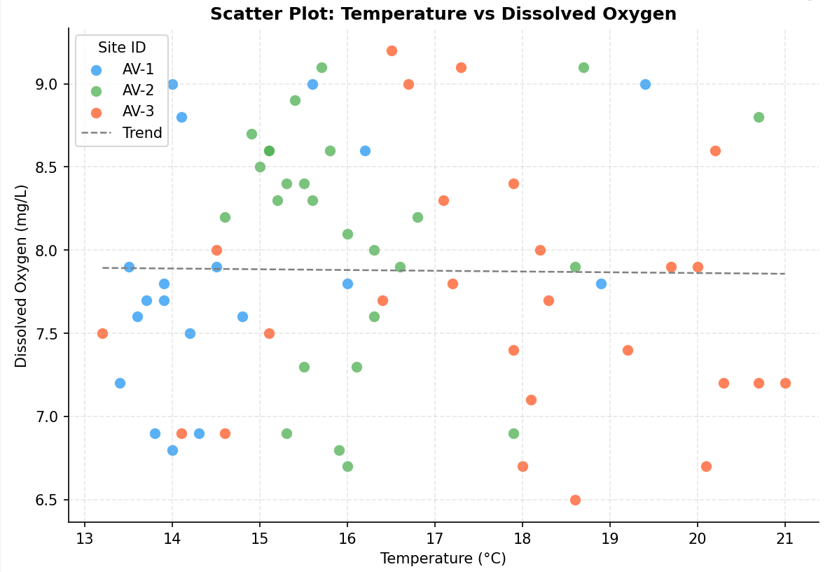 Scatter Plot: Temperature vs Dissolved Oxygen
Site ID
AV-1
AV-2
AV-3
Trend
Dissolved Oxygen (mg/L)
9.0
8.5
8.0
7.5
7.0
6.5
13 14 15 16 17 18 19 20 21
Temperature (°C)